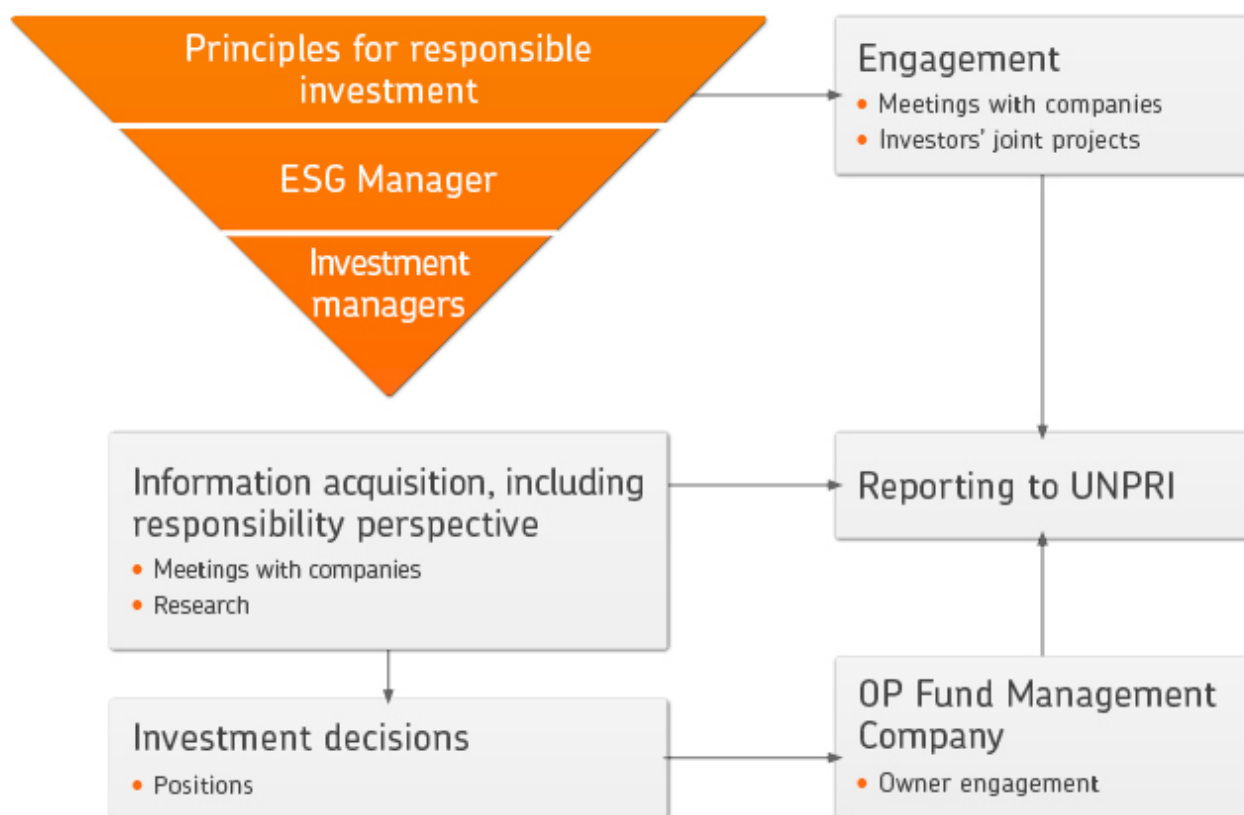 Principles for responsible
investment
ESG Manager
Investment
managers
Engagement
• Meetings with companies
• Investors’ joint projects
Information acquisition, including
responsibility perspective
• Meetings with companies
• Research
Reporting to UNPRI
Investment decisions
• Positions
OP Fund Management
Company
• Owner engagement